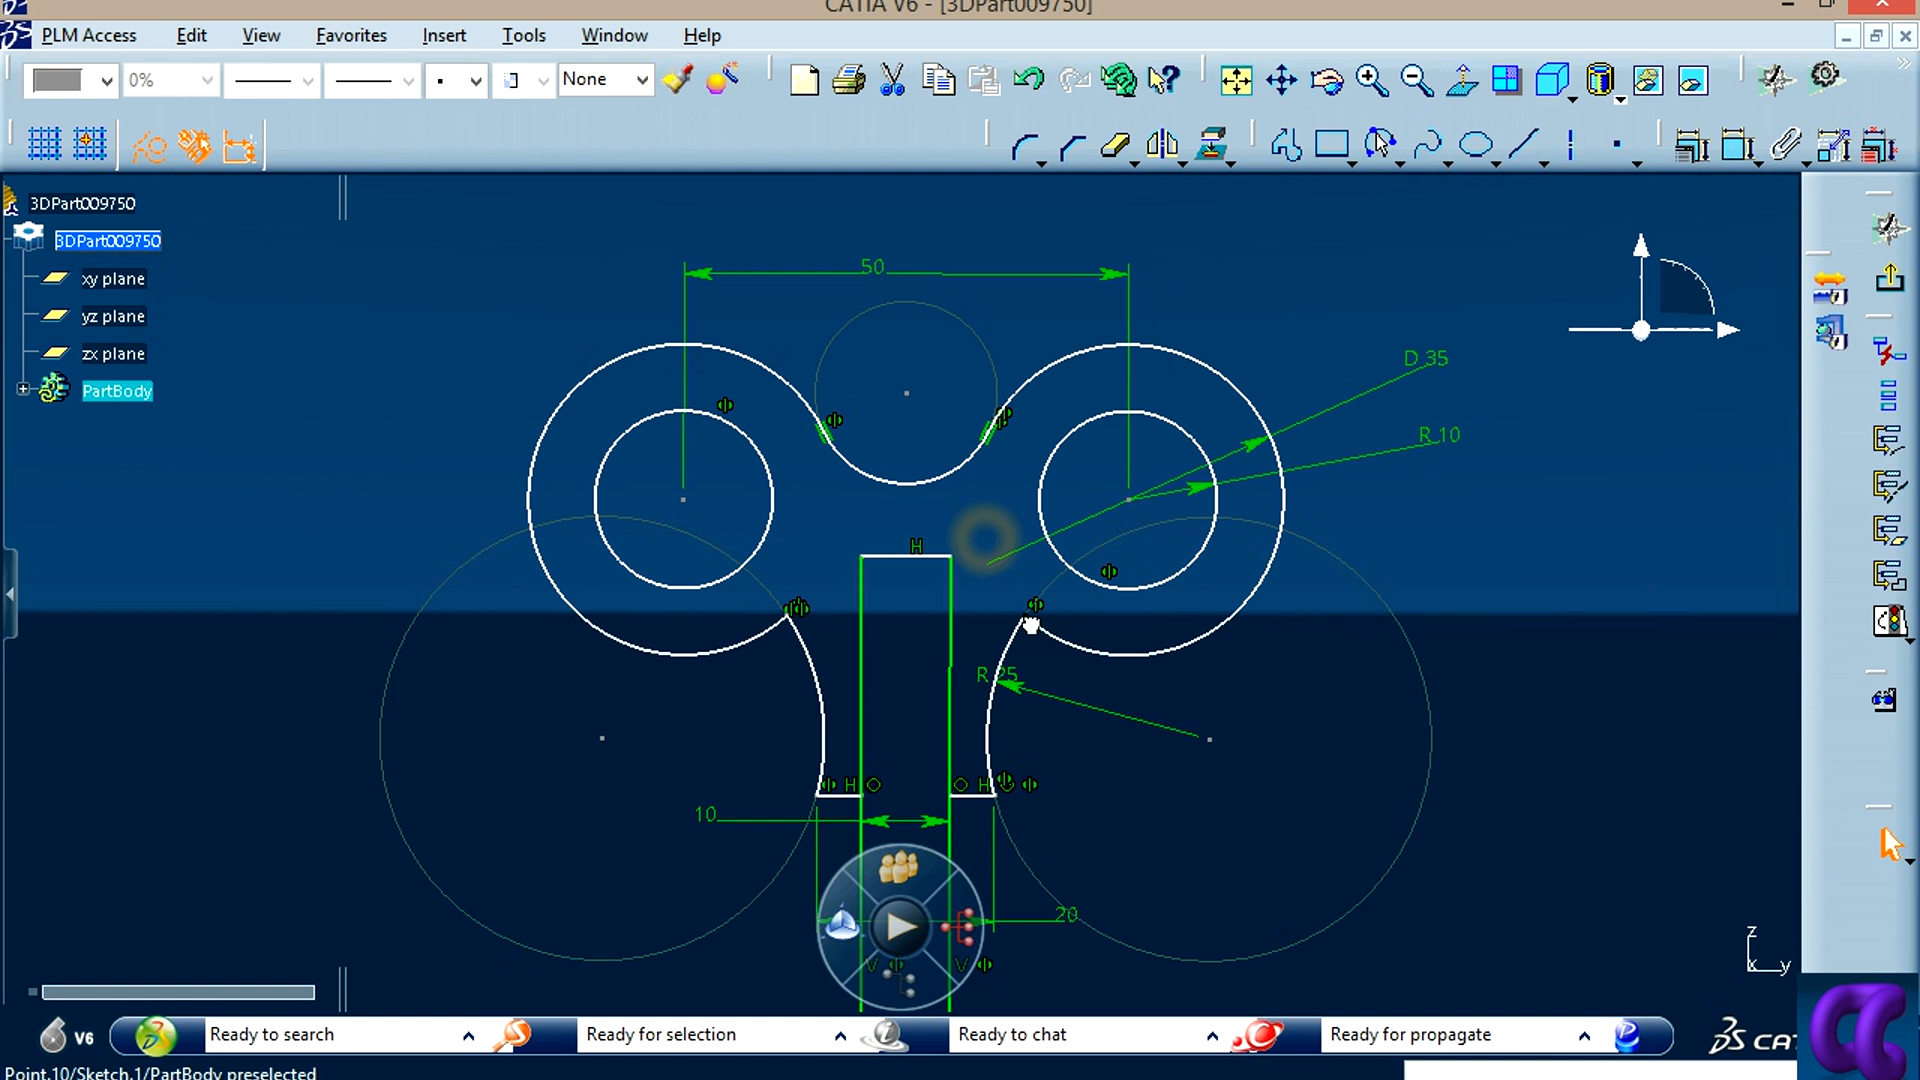 CATIA V6 - [3DPart009750]
PLM Access Edit View Favorites Insert Tools Window Help
0% None
3DPart009750
3DPart009750
xy plane
yz plane
zx plane
PartBody
50
D 35
R 10
H
R 25
H H
10
20
V V
z
x y
V6 Ready to search Ready for selection Ready to chat Ready for propagate
Point.10/Sketch.1/PartBody preselected